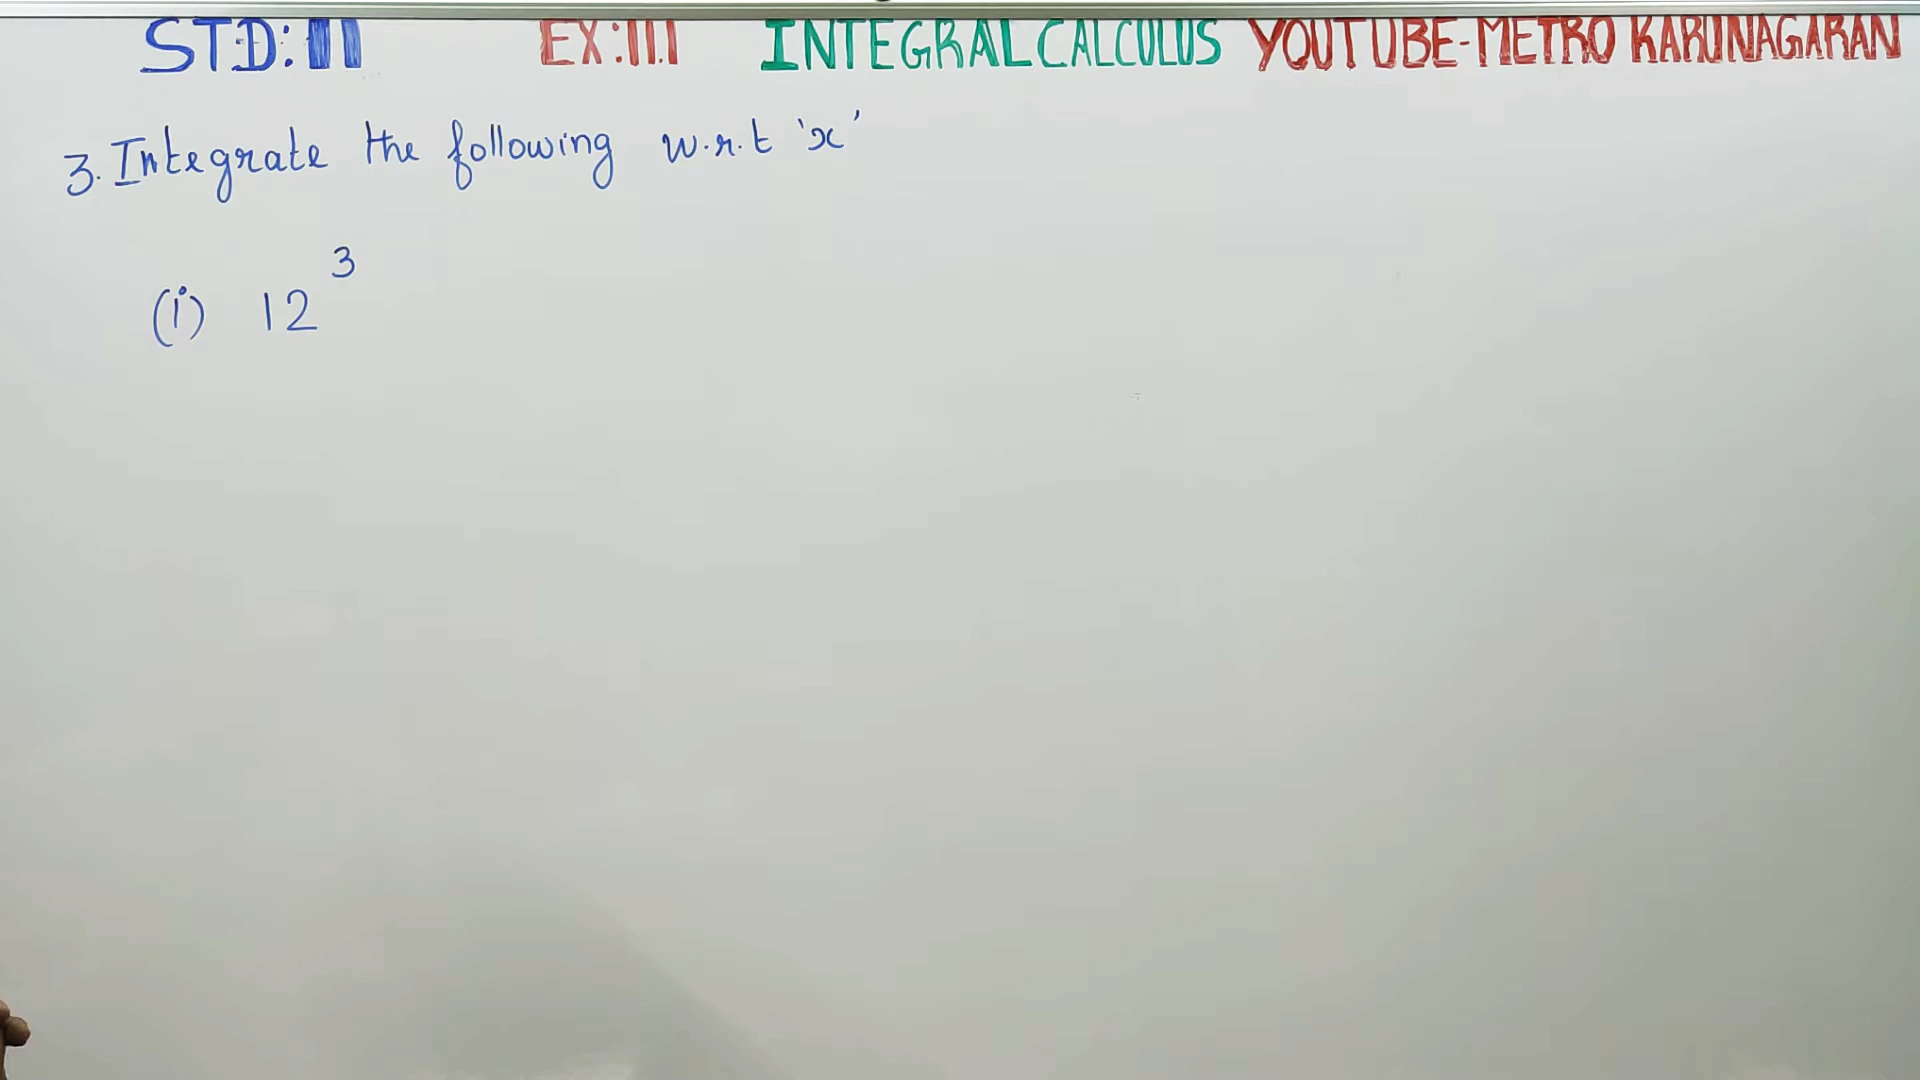 STD: 11 EX: 11.1 INTEGRAL CALCULUS YOUTUBE-METRO KARUNAGARAN
3. Integrate the following w.r.t 'x'
(i) 12³